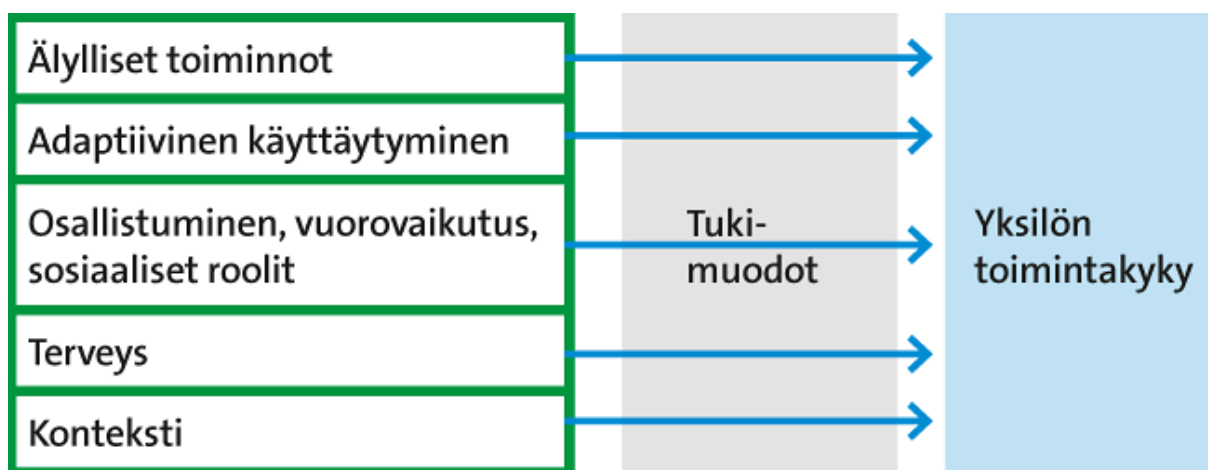 Älylliset toiminnot
Adaptiivinen käyttäytyminen
Osallistuminen, vuorovaikutus,
sosiaaliset roolit
Terveys
Konteksti
Tuki-
muodot
Yksilön
toimintakyky